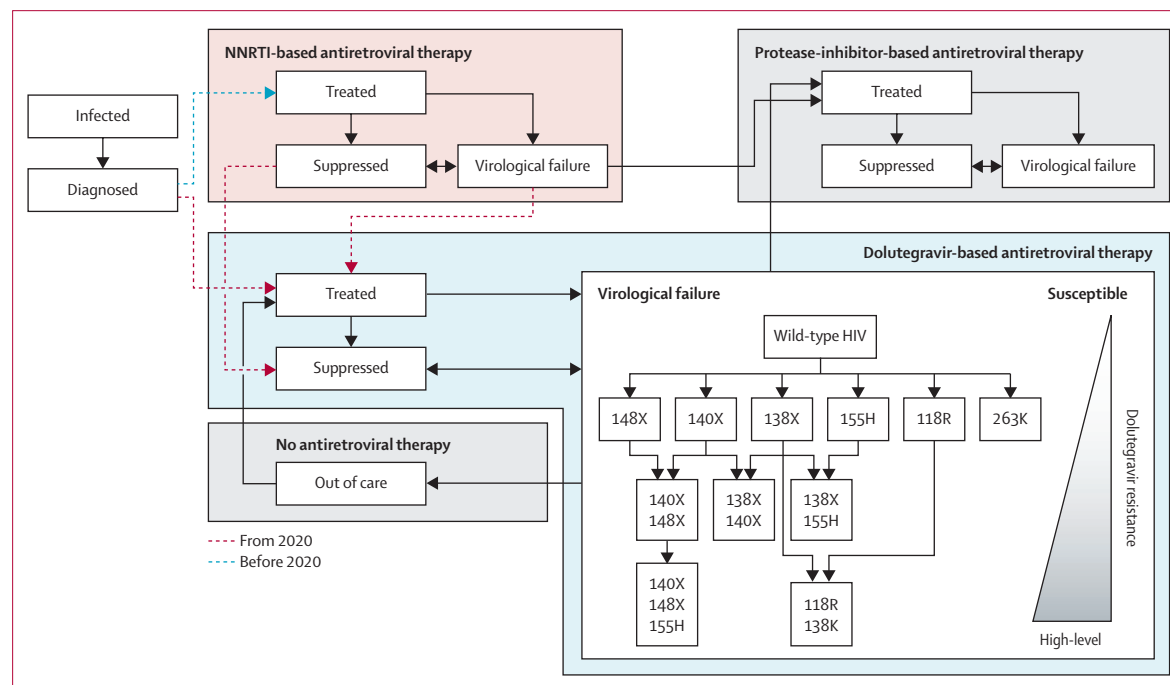 NNRTI-based antiretroviral therapy
Treated
Suppressed
Virological failure
Protease-inhibitor-based antiretroviral therapy
Treated
Suppressed
Virological failure
Infected
Diagnosed
Dolutegravir-based antiretroviral therapy
Treated
Suppressed
Virological failure
Susceptible
Wild-type HIV
148X
140X
138X
155H
118R
263K
140X
148X
138X
140X
138X
155H
140X
148X
155H
118R
138K
Dolutegravir resistance
High-level
No antiretroviral therapy
Out of care
From 2020
Before 2020